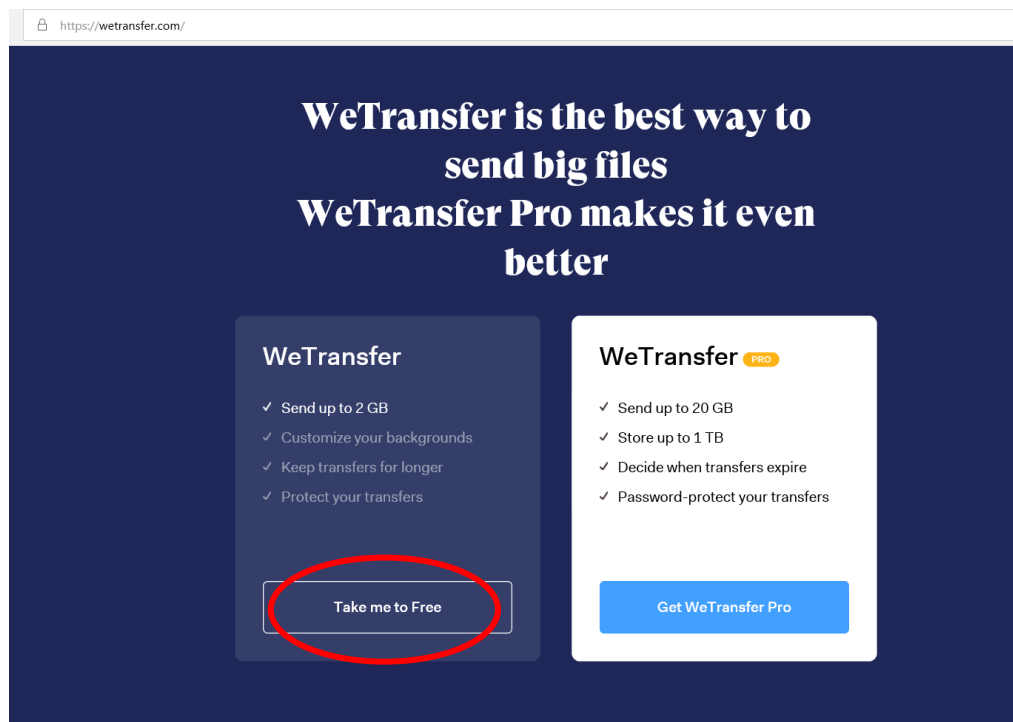 https://wetransfer.com/
WeTransfer is the best way to
send big files
WeTransfer Pro makes it even
better
WeTransfer
Send up to 2 GB
Customize your backgrounds
Keep transfers for longer
Protect your transfers
Take me to Free
WeTransfer PRO
Send up to 20 GB
Store up to 1 TB
Decide when transfers expire
Password-protect your transfers
Get WeTransfer Pro